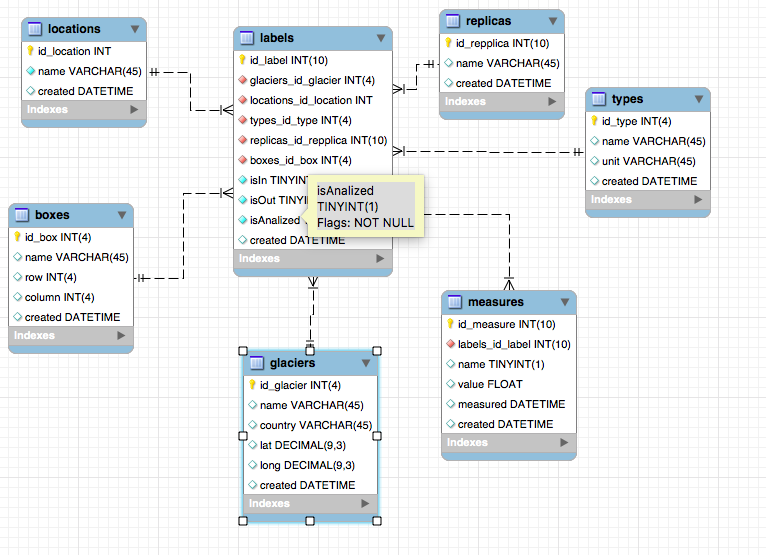 locations
id_location INT
name VARCHAR(45)
created DATETIME
Indexes
labels
id_label INT(10)
glaciers_id_glacier INT(4)
locations_id_location INT
types_id_type INT(4)
replicas_id_repplica INT(10)
boxes_id_box INT(4)
isIn TINYINT
isOut TINYI
isAnalized
created DATETIME
Indexes
isAnalized
TINYINT(1)
Flags: NOT NULL
replicas
id_repplica INT(10)
name VARCHAR(45)
created DATETIME
Indexes
types
id_type INT(4)
name VARCHAR(45)
unit VARCHAR(45)
created DATETIME
Indexes
boxes
id_box INT(4)
name VARCHAR(45)
row INT(4)
column INT(4)
created DATETIME
Indexes
glaciers
id_glacier INT(4)
name VARCHAR(45)
country VARCHAR(45)
lat DECIMAL(9,3)
long DECIMAL(9,3)
created DATETIME
Indexes
measures
id_measure INT(10)
labels_id_label INT(10)
name TINYINT(1)
value FLOAT
measured DATETIME
created DATETIME
Indexes